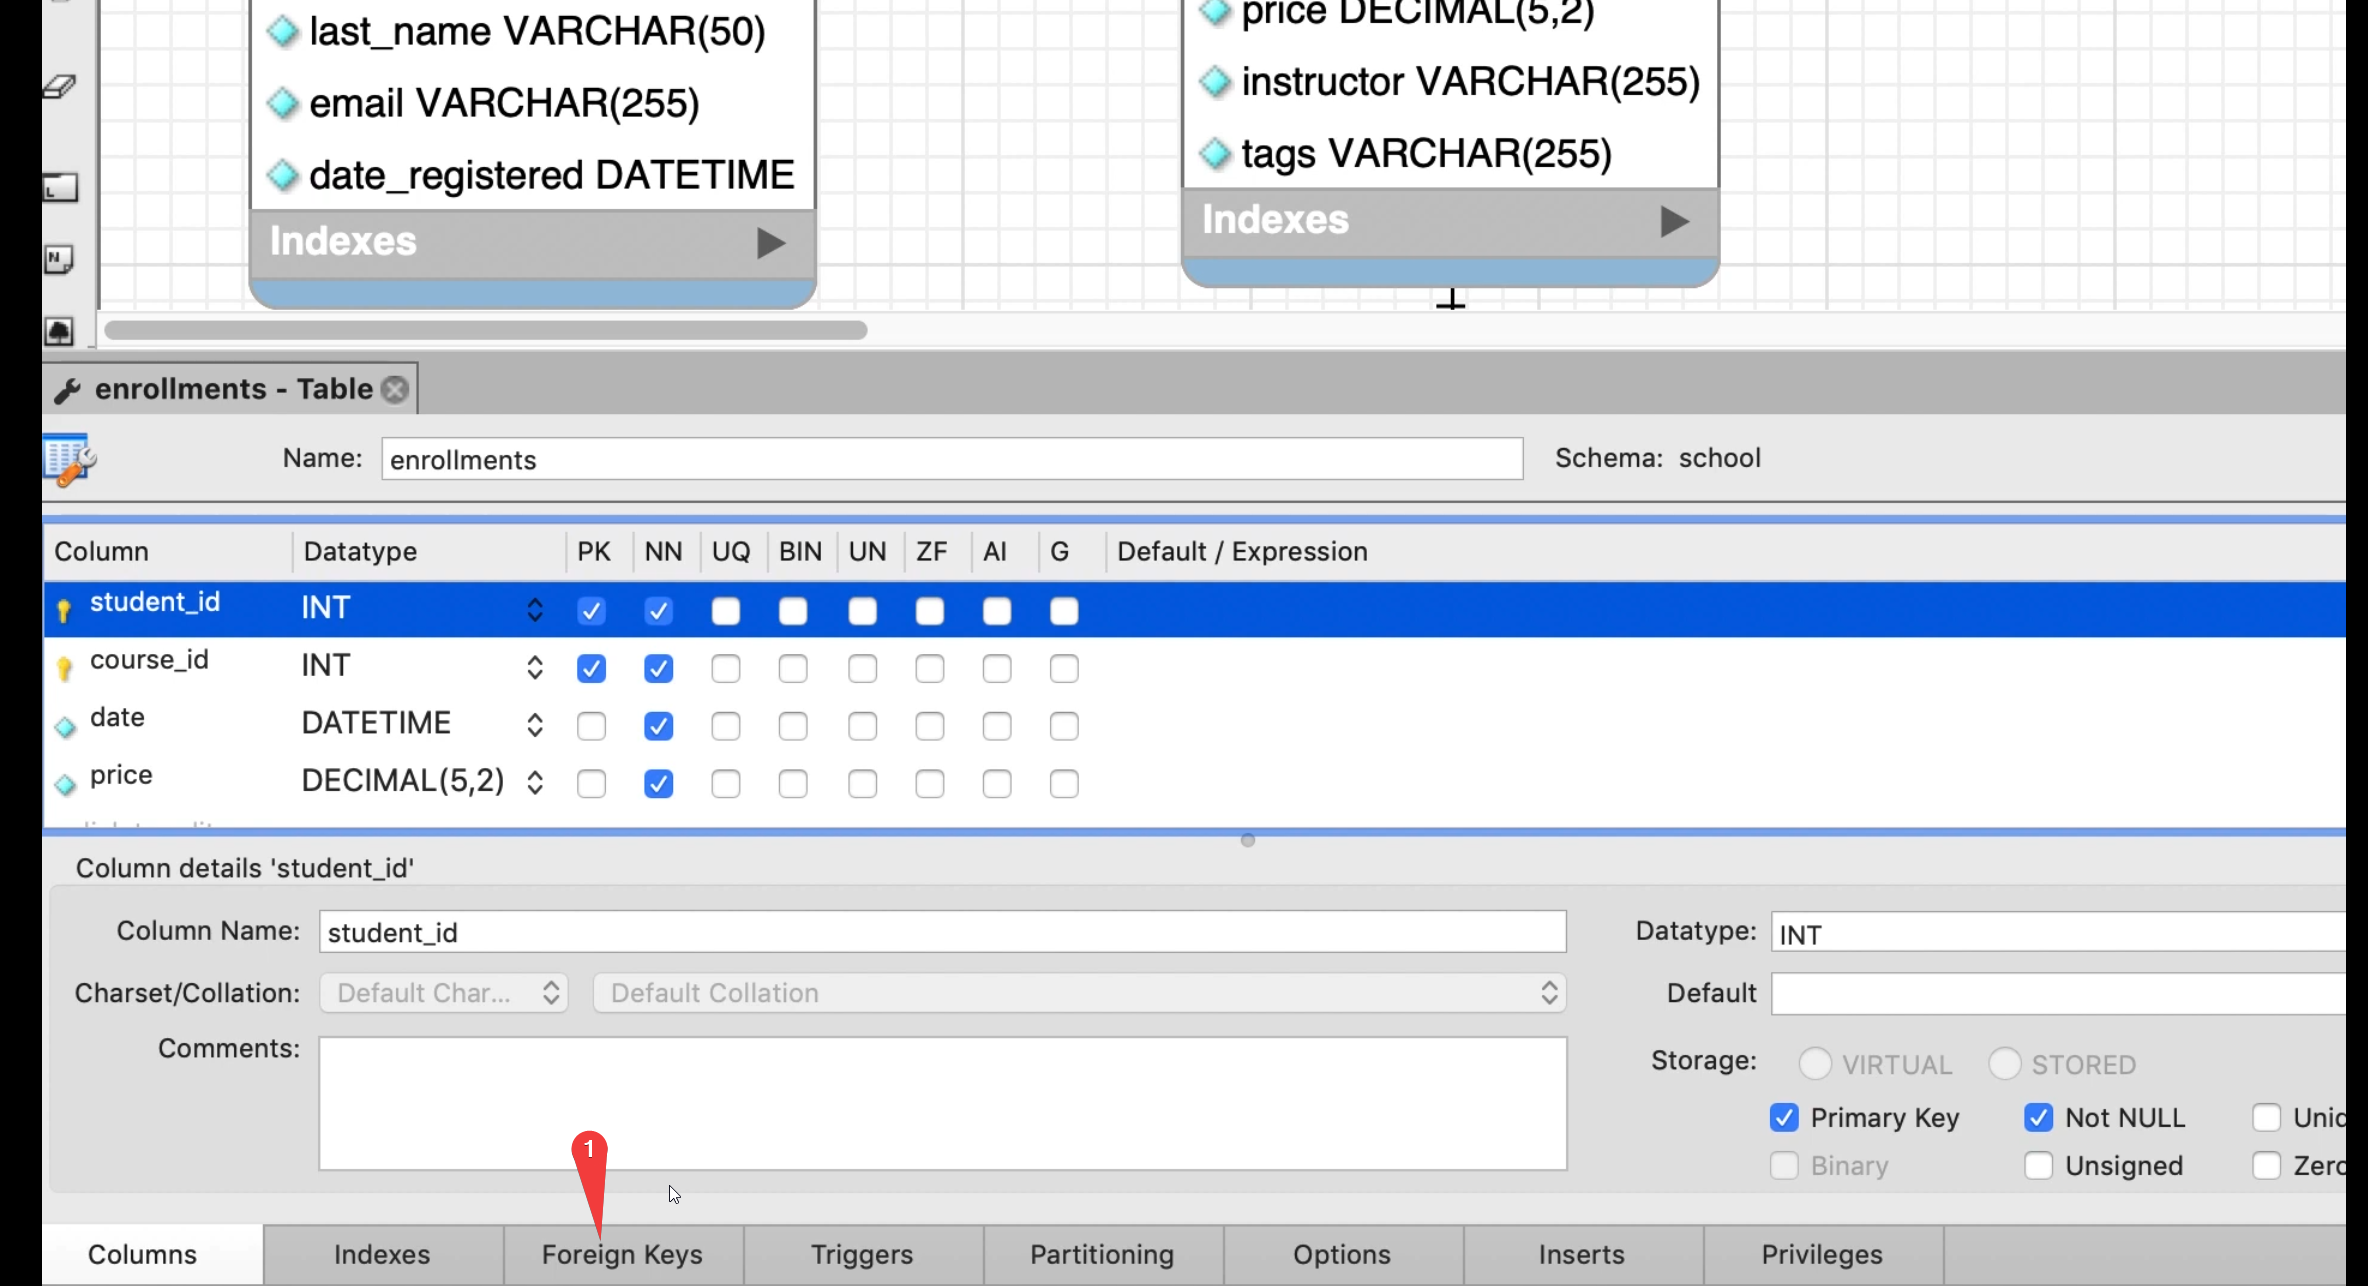 last_name VARCHAR(50)
email VARCHAR(255)
date_registered DATETIME
Indexes
price DECIMAL(5,2)
instructor VARCHAR(255)
tags VARCHAR(255)
Indexes
L
N
enrollments - Table
Name: enrollments Schema: school
Column Datatype PK NN UQ BIN UN ZF AI G Default / Expression
student_id INT
course_id INT
date DATETIME
price DECIMAL(5,2)
Column details 'student_id'
Column Name: student_id Datatype: INT
Charset/Collation: Default Char... Default Collation Default
Comments: Storage: VIRTUAL STORED
Primary Key Not NULL Uniq
Binary Unsigned Zero
1
Columns Indexes Foreign Keys Triggers Partitioning Options Inserts Privileges